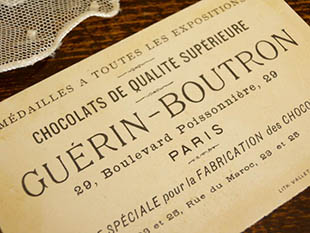 MÉDAILLES A TOUTES LES EXPOSITIONS
CHOCOLATS DE QUALITÉ SUPÉRIEURE
GUÉRIN-BOUTRON
29, Boulevard Poissonnière, 29
PARIS
E SPÉCIALE pour la FABRICATION des CHOCO
23 et 25, Rue du Maroc, 23 et 25
LITH. VALLET